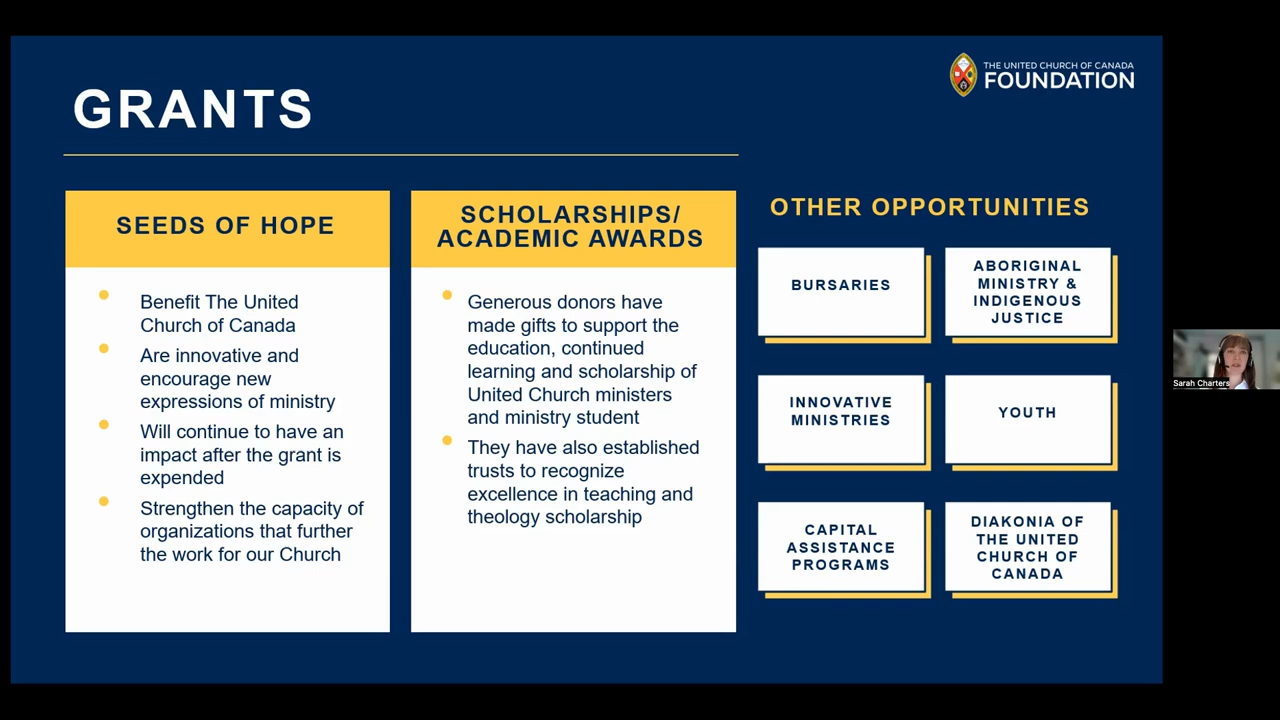 THE UNITED CHURCH OF CANADA
FOUNDATION
GRANTS
SEEDS OF HOPE
Benefit The United
Church of Canada
Are innovative and
encourage new
expressions of ministry
Will continue to have an
impact after the grant is
expended
Strengthen the capacity of
organizations that further
the work for our Church
SCHOLARSHIPS/
ACADEMIC AWARDS
Generous donors have
made gifts to support the
education, continued
learning and scholarship of
United Church ministers
and ministry student
They have also established
trusts to recognize
excellence in teaching and
theology scholarship
OTHER OPPORTUNITIES
BURSARIES
ABORIGINAL
MINISTRY &
INDIGENOUS
JUSTICE
INNOVATIVE
MINISTRIES
YOUTH
CAPITAL
ASSISTANCE
PROGRAMS
DIAKONIA OF
THE UNITED
CHURCH OF
CANADA
Sarah Charters